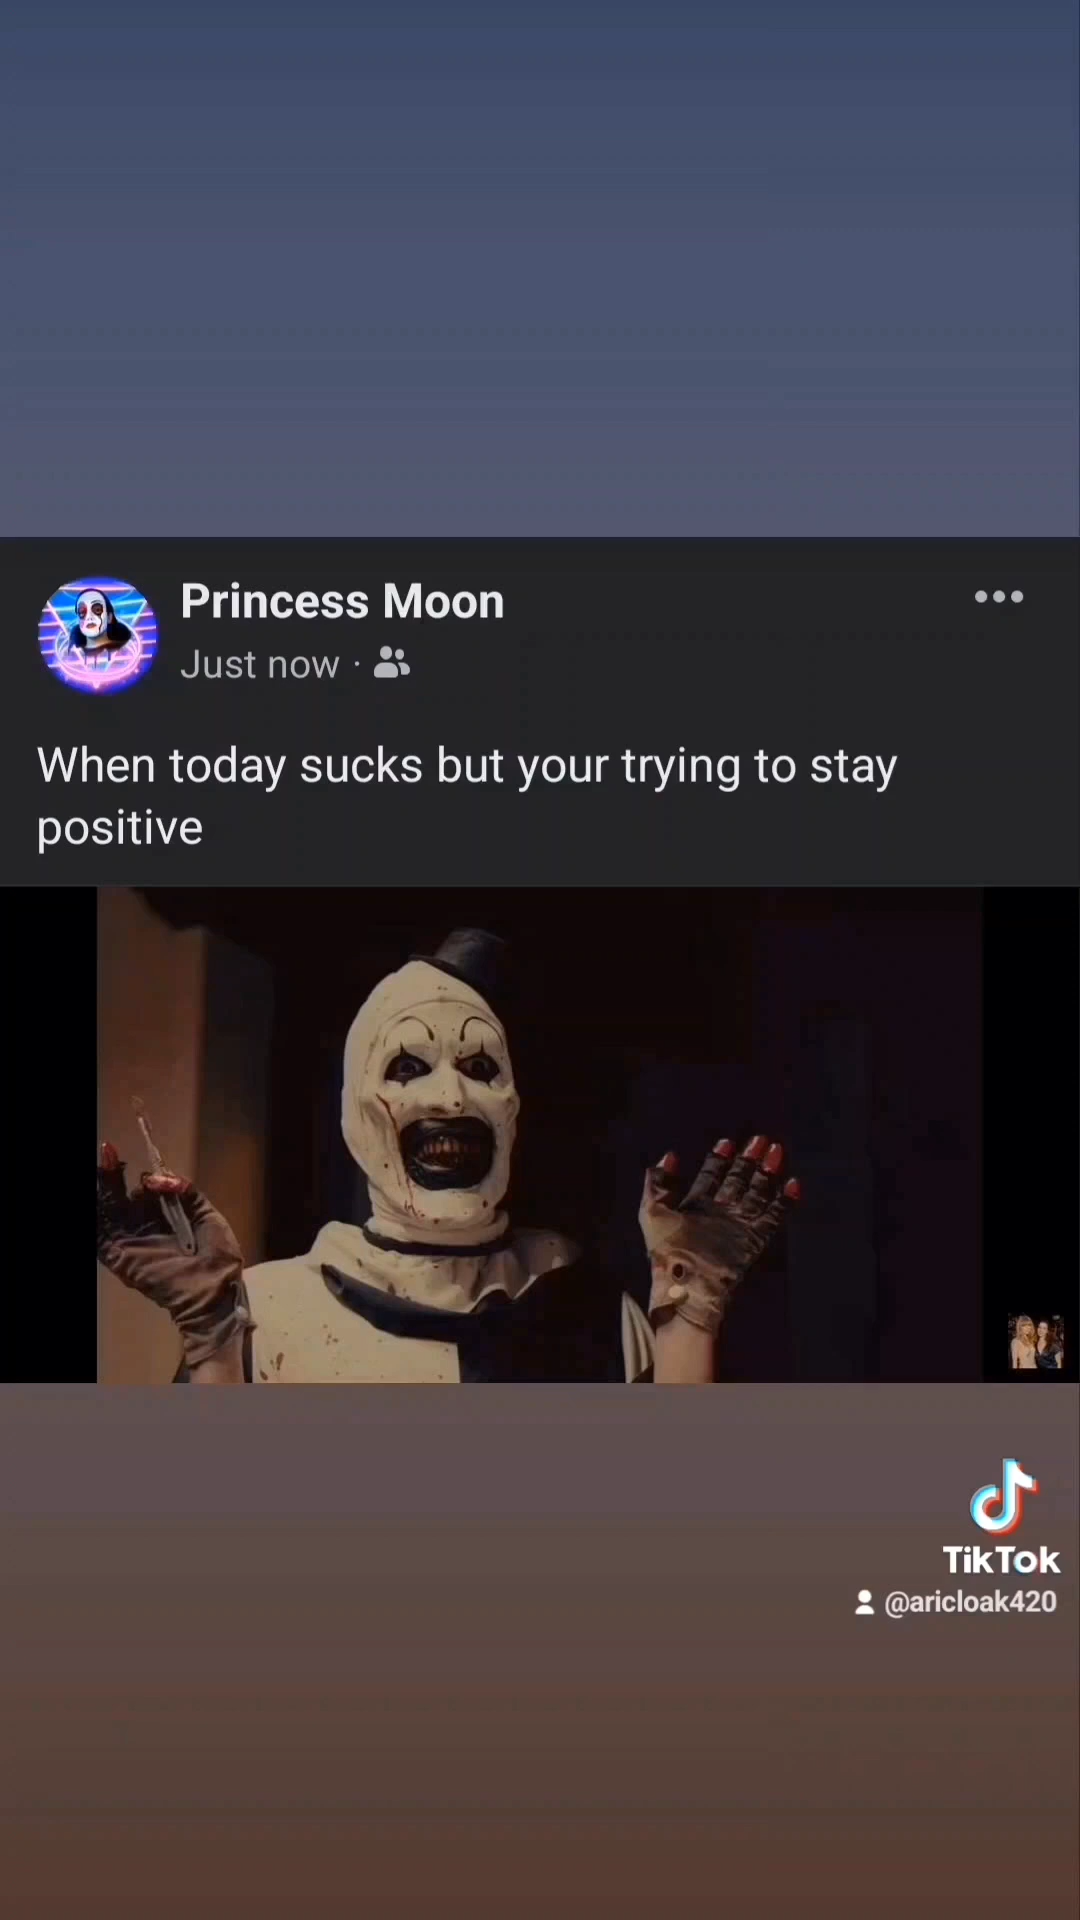 Princess Moon
Just now ·
When today sucks but your trying to stay
positive
TikTok
@aricloak420